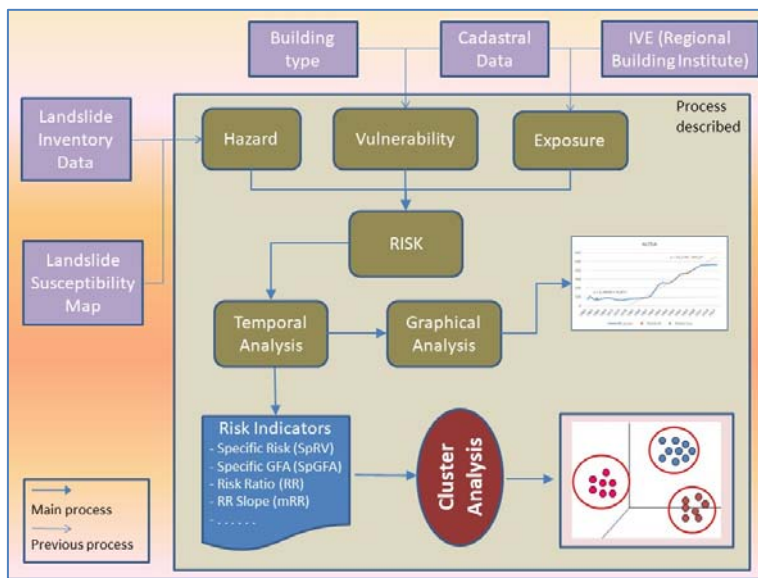 Building
type
Cadastral
Data
IVE (Regional
Building Institute)
Process
described
Landslide
Inventory
Data
Hazard
Vulnerability
Exposure
RISK
Landslide
Susceptibility
Map
Temporal
Analysis
Graphical
Analysis
Risk Indicators
- Specific Risk (SpRV)
- Specific GFA (SpGFA)
- Risk Ratio (RR)
- RR Slope (mRR)
- . . . . . .
Cluster
Analysis
Main process
Previous process